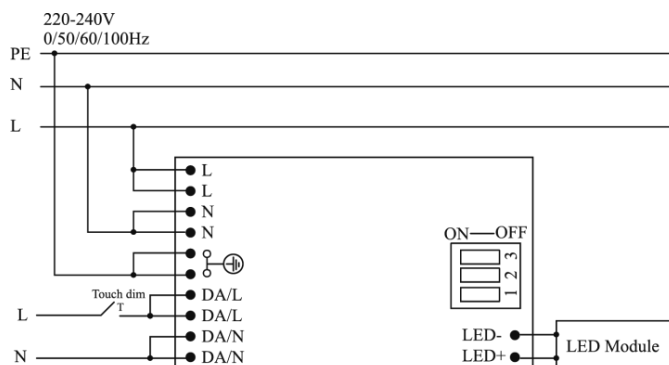 220-240V
0/50/60/100Hz
PE
N
L
L
L
N
N
ON OFF
3
2
1
Touch dim
T
L
DA/L
DA/L
DA/N
N
DA/N
LED-
LED+
LED Module